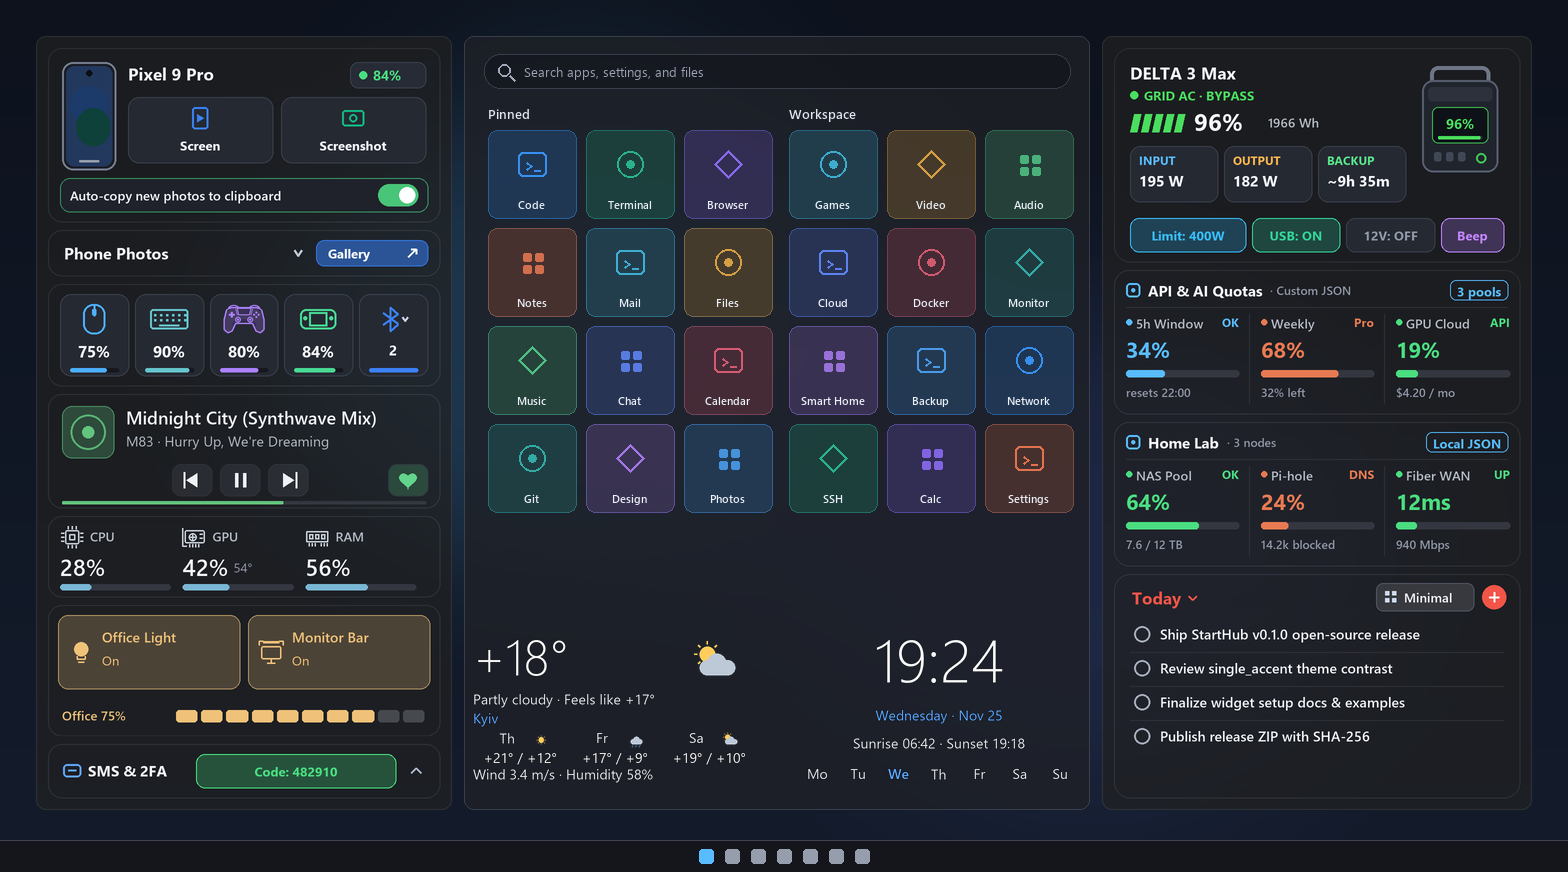 Pixel 9 Pro
84%
Screen
Screenshot
Auto-copy new photos to clipboard
Phone Photos
Gallery
75%
90%
80%
84%
2
Midnight City (Synthwave Mix)
M83 · Hurry Up, We're Dreaming
CPU
GPU
RAM
28%
42% 54°
56%
Office Light
On
Monitor Bar
On
Office 75%
SMS & 2FA
Code: 482910
Search apps, settings, and files
Pinned
Workspace
Code
Terminal
Browser
Games
Video
Audio
Notes
Mail
Files
Cloud
Docker
Monitor
Music
Chat
Calendar
Smart Home
Backup
Network
Git
Design
Photos
SSH
Calc
Settings
+18°
Partly cloudy · Feels like +17°
Kyiv
Th
Fr
Sa
+21° / +12°
+17° / +9°
+19° / +10°
Wind 3.4 m/s · Humidity 58%
19:24
Wednesday · Nov 25
Sunrise 06:42 · Sunset 19:18
Mo Tu We Th Fr Sa Su
DELTA 3 Max
GRID AC · BYPASS
96%
1966 Wh
96%
INPUT
195 W
OUTPUT
182 W
BACKUP
~9h 35m
Limit: 400W
USB: ON
12V: OFF
Beep
API & AI Quotas · Custom JSON
3 pools
5h Window OK
34%
resets 22:00
Weekly Pro
68%
32% left
GPU Cloud API
19%
$4.20 / mo
Home Lab · 3 nodes
Local JSON
NAS Pool OK
64%
7.6 / 12 TB
Pi-hole DNS
24%
14.2k blocked
Fiber WAN UP
12ms
940 Mbps
Today
Minimal
Ship StartHub v0.1.0 open-source release
Review single_accent theme contrast
Finalize widget setup docs & examples
Publish release ZIP with SHA-256